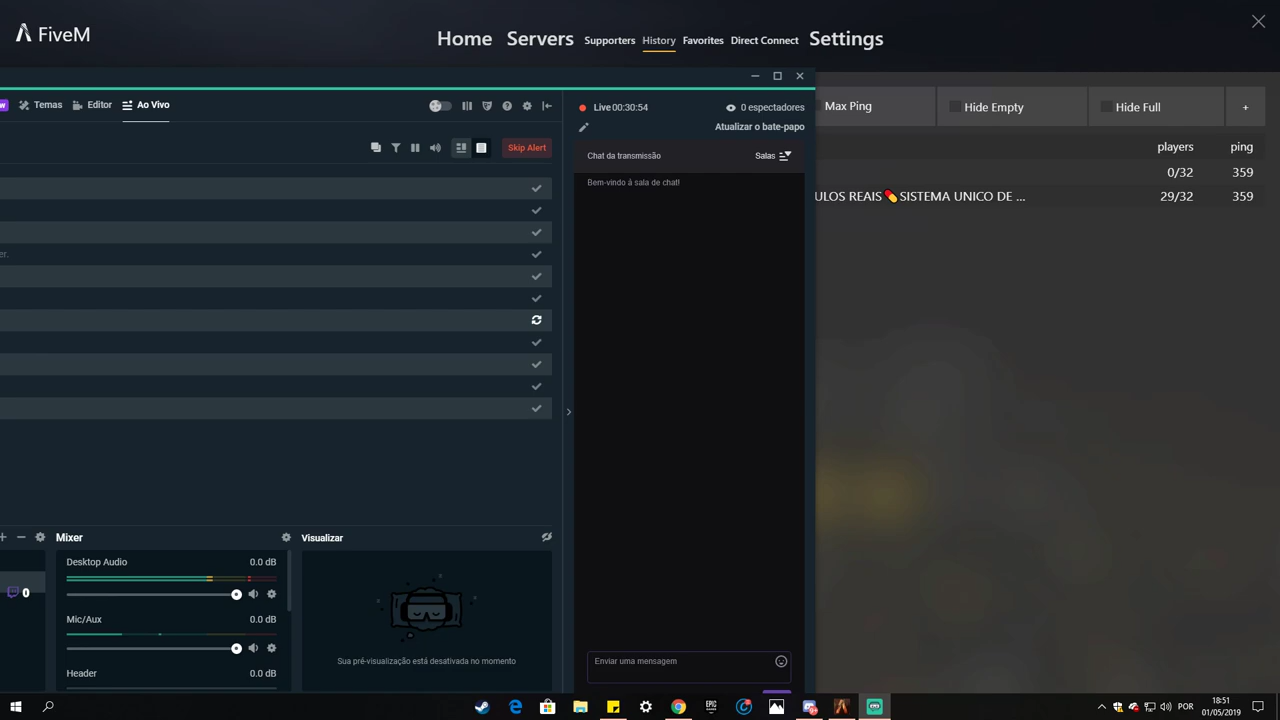 FiveM
Home Servers Supporters History Favorites Direct Connect Settings
Temas Editor Ao Vivo
Live 00:30:54 0 espectadores
Atualizar o bate-papo
Max Ping Hide Empty Hide Full +
Skip Alert
Chat da transmissão Salas
Bem-vindo à sala de chat!
players ping
0/32 359
ULOS REAIS💊SISTEMA UNICO DE ... 29/32 359
er.
Mixer
Visualizar
Desktop Audio 0.0 dB
0
Mic/Aux 0.0 dB
Header 0.0 dB
Sua pré-visualização está desativada no momento
Enviar uma mensagem
EPIC
POR
18:51
01/05/2019